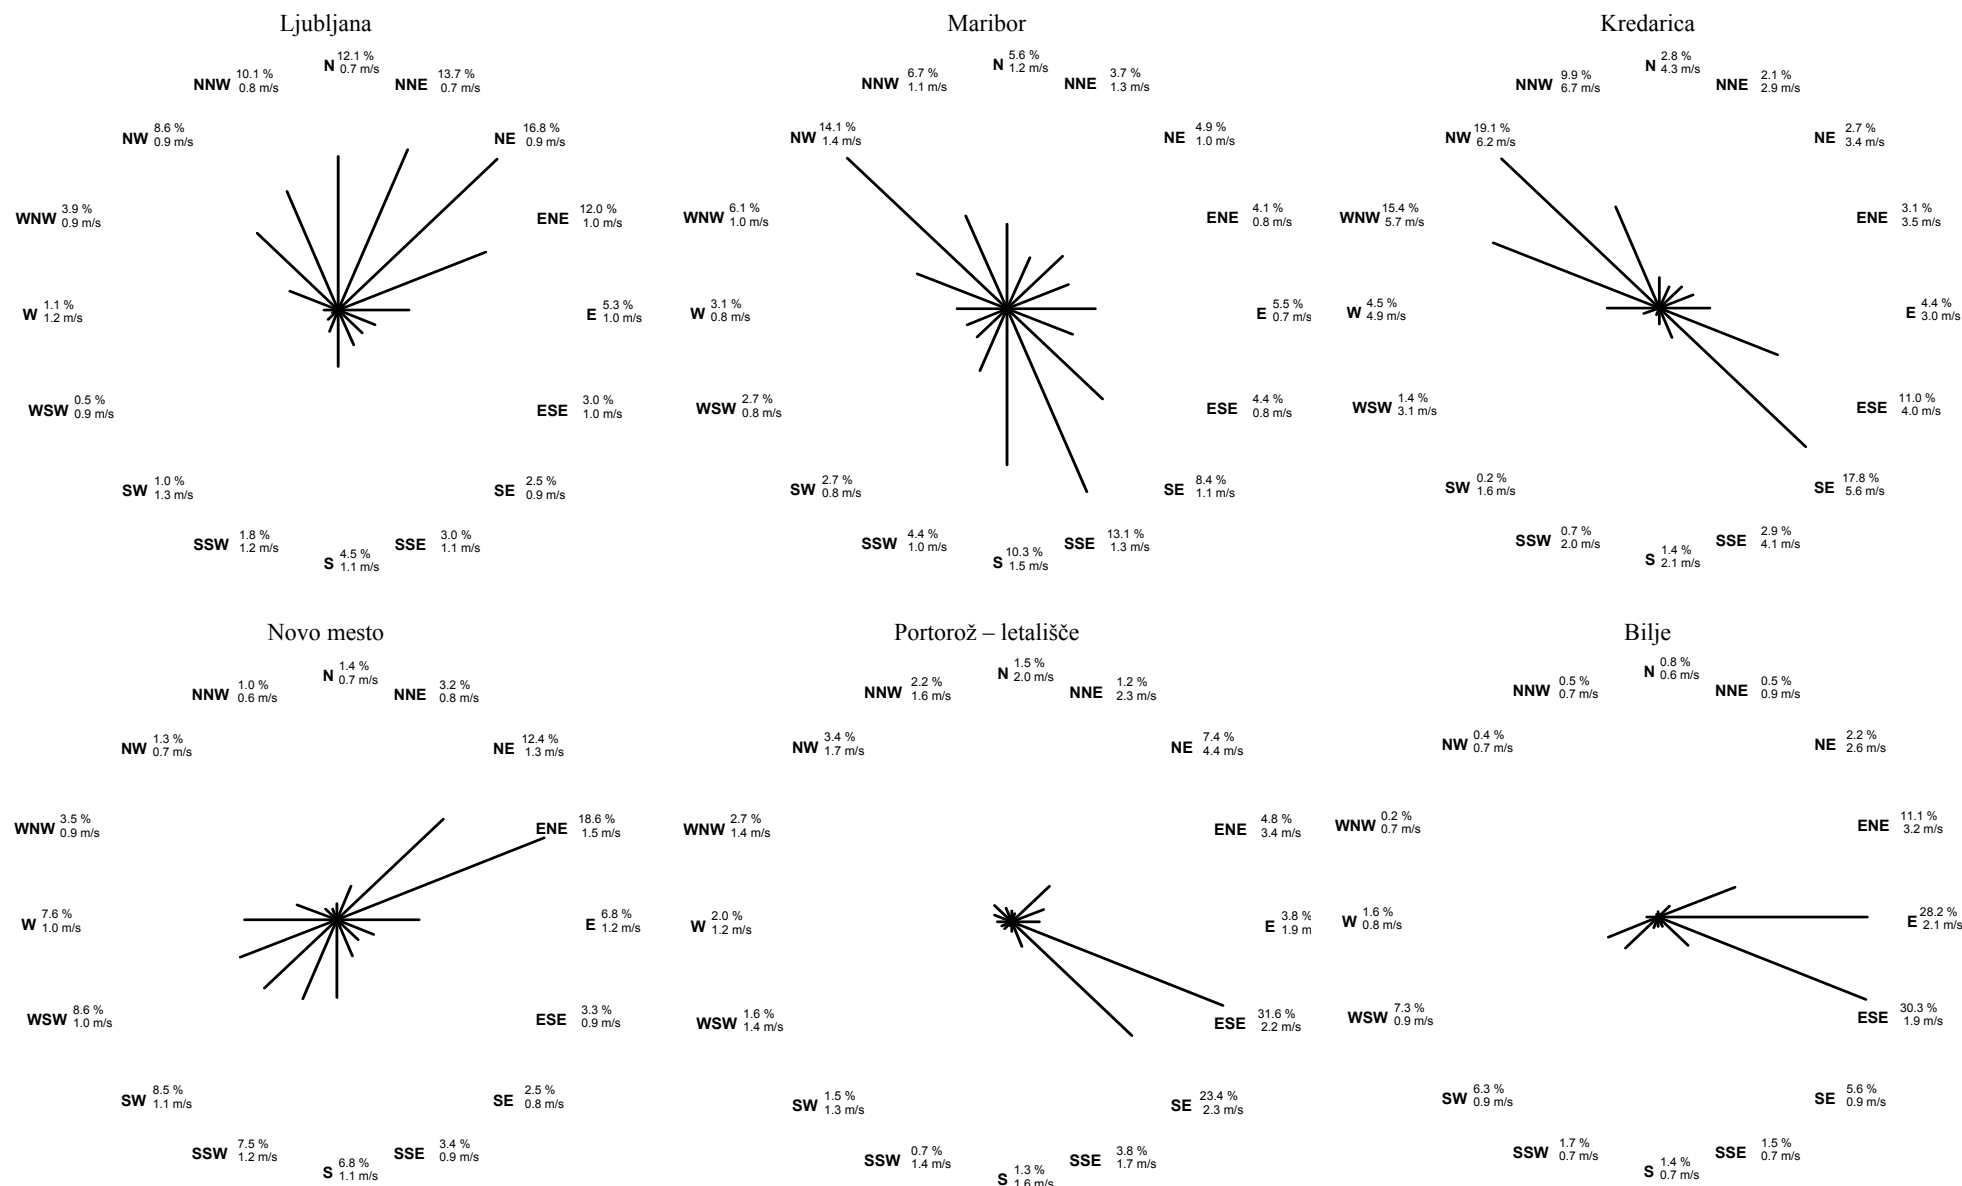 Ljubljana
N 12.1 %
0.7 m/s
NNE 13.7 %
0.7 m/s
NE 16.8 %
0.9 m/s
ENE 12.0 %
1.0 m/s
E 5.3 %
1.0 m/s
ESE 3.0 %
1.0 m/s
SE 2.5 %
0.9 m/s
SSE 3.0 %
1.1 m/s
S 4.5 %
1.1 m/s
SSW 1.8 %
1.2 m/s
SW 1.0 %
1.3 m/s
WSW 0.5 %
0.9 m/s
W 1.1 %
1.2 m/s
WNW 3.9 %
0.9 m/s
NW 8.6 %
0.9 m/s
NNW 10.1 %
0.8 m/s
Maribor
N 5.6 %
1.2 m/s
NNE 3.7 %
1.3 m/s
NE 4.9 %
1.0 m/s
ENE 4.1 %
0.8 m/s
E 5.5 %
0.7 m/s
ESE 4.4 %
0.8 m/s
SE 8.4 %
1.1 m/s
SSE 13.1 %
1.3 m/s
S 10.3 %
1.5 m/s
SSW 4.4 %
1.0 m/s
SW 2.7 %
0.8 m/s
WSW 2.7 %
0.8 m/s
W 3.1 %
0.8 m/s
WNW 6.1 %
1.0 m/s
NW 14.1 %
1.4 m/s
NNW 6.7 %
1.1 m/s
Kredarica
N 2.8 %
4.3 m/s
NNE 2.1 %
2.9 m/s
NE 2.7 %
3.4 m/s
ENE 3.1 %
3.5 m/s
E 4.4 %
3.0 m/s
ESE 11.0 %
4.0 m/s
SE 17.8 %
5.6 m/s
SSE 2.9 %
4.1 m/s
S 1.4 %
2.1 m/s
SSW 0.7 %
2.0 m/s
SW 0.2 %
1.6 m/s
WSW 1.4 %
3.1 m/s
W 4.5 %
4.9 m/s
WNW 15.4 %
5.7 m/s
NW 19.1 %
6.2 m/s
NNW 9.9 %
6.7 m/s
Novo mesto
N 1.4 %
0.7 m/s
NNE 3.2 %
0.8 m/s
NE 12.4 %
1.3 m/s
ENE 18.6 %
1.5 m/s
E 6.8 %
1.2 m/s
ESE 3.3 %
0.9 m/s
SE 2.5 %
0.8 m/s
SSE 3.4 %
0.9 m/s
S 6.8 %
1.1 m/s
SSW 7.5 %
1.2 m/s
SW 8.5 %
1.1 m/s
WSW 8.6 %
1.0 m/s
W 7.6 %
1.0 m/s
WNW 3.5 %
0.9 m/s
NW 1.3 %
0.7 m/s
NNW 1.0 %
0.6 m/s
Portorož – letališče
N 1.5 %
2.0 m/s
NNE 1.2 %
2.3 m/s
NE 7.4 %
4.4 m/s
ENE 4.8 %
3.4 m/s
E 3.8 %
1.9 m
ESE 31.6 %
2.2 m/s
SE 23.4 %
2.3 m/s
SSE 3.8 %
1.7 m/s
S 1.3 %
1.6 m/s
SSW 0.7 %
1.4 m/s
SW 1.5 %
1.3 m/s
WSW 1.6 %
1.4 m/s
W 2.0 %
1.2 m/s
WNW 2.7 %
1.4 m/s
NW 3.4 %
1.7 m/s
NNW 2.2 %
1.6 m/s
Bilje
N 0.8 %
0.6 m/s
NNE 0.5 %
0.9 m/s
NE 2.2 %
2.6 m/s
ENE 11.1 %
3.2 m/s
E 28.2 %
2.1 m/s
ESE 30.3 %
1.9 m/s
SE 5.6 %
0.9 m/s
SSE 1.5 %
0.7 m/s
S 1.4 %
0.7 m/s
SSW 1.7 %
0.7 m/s
SW 6.3 %
0.9 m/s
WSW 7.3 %
0.9 m/s
W 1.6 %
0.8 m/s
WNW 0.2 %
0.7 m/s
NW 0.4 %
0.7 m/s
NNW 0.5 %
0.7 m/s